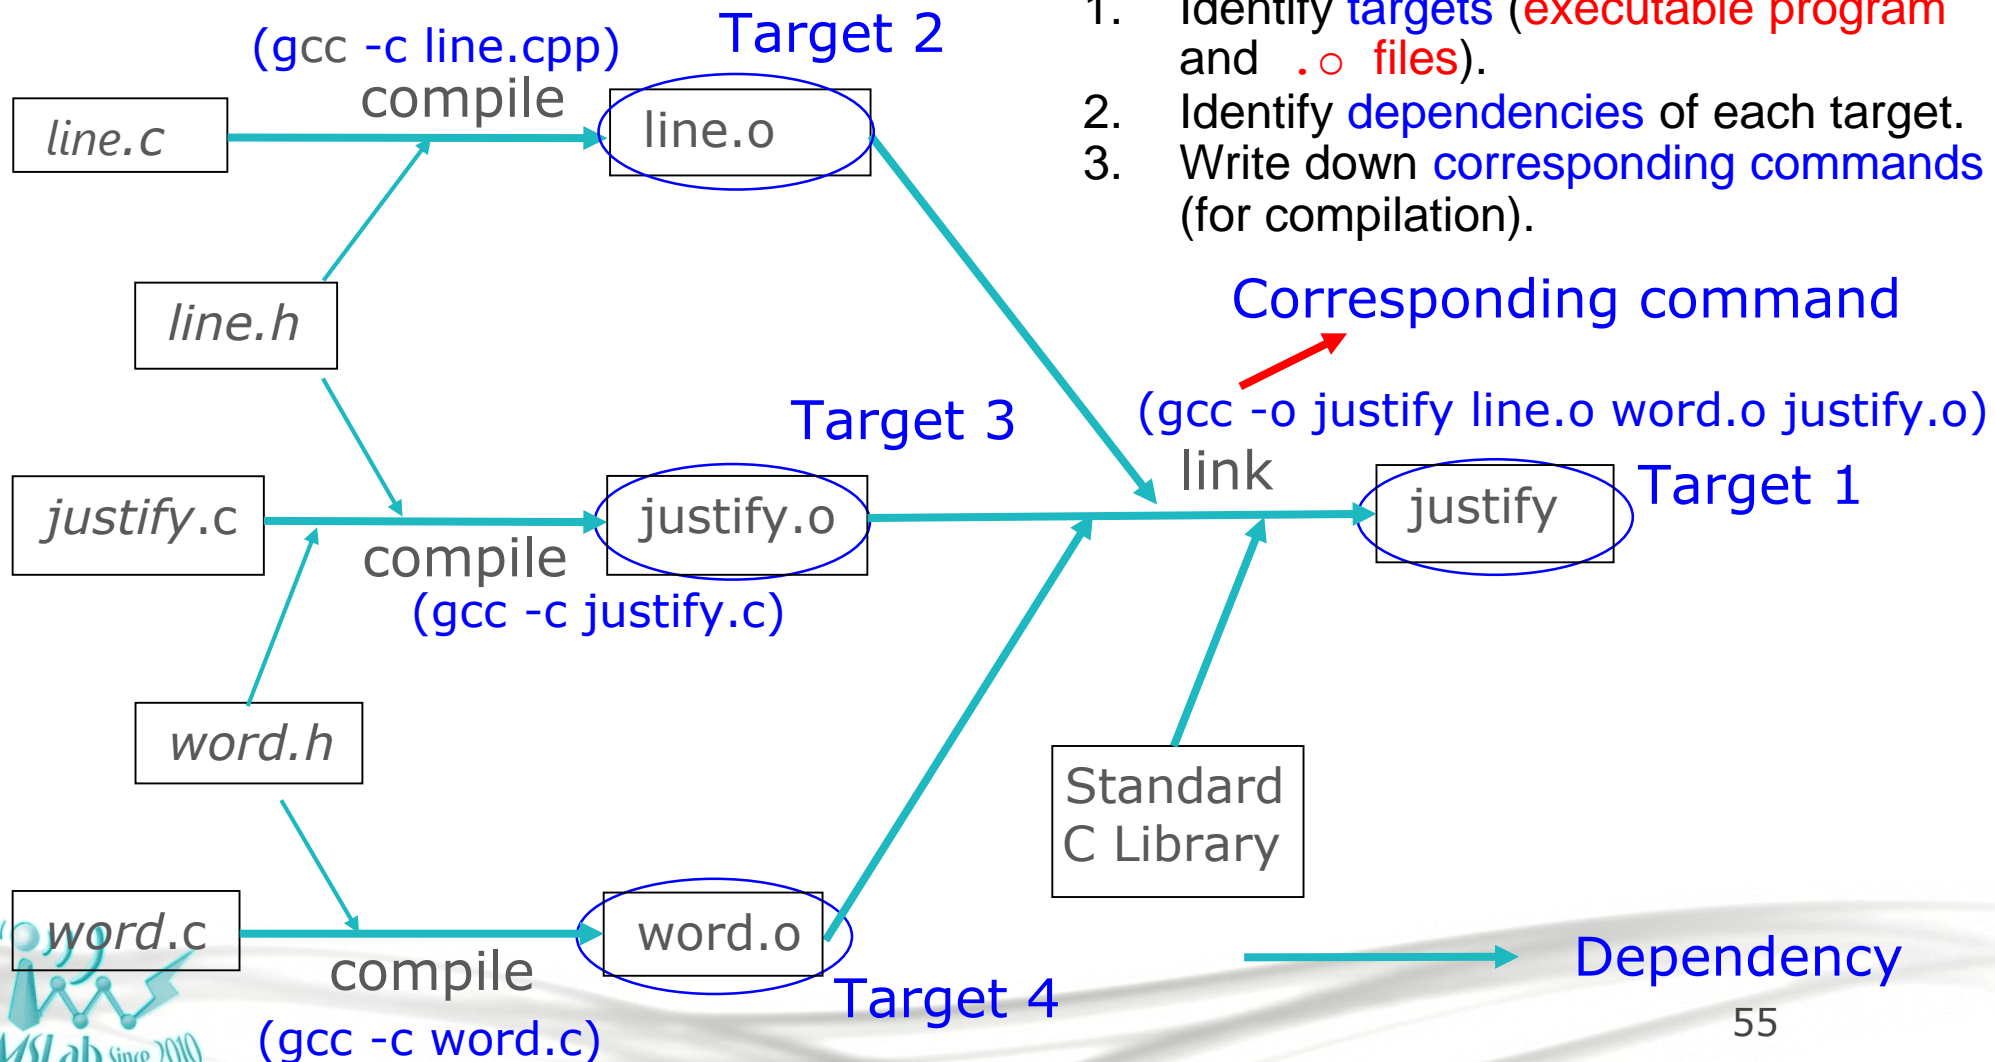 1. Identify targets (executable program
and .o files).
2. Identify dependencies of each target.
3. Write down corresponding commands
(for compilation).
(gcc -c line.cpp)
Target 2
compile
line.c
line.o
line.h
Corresponding command
Target 3
(gcc -o justify line.o word.o justify.o)
link
justify.c
justify.o
justify
Target 1
compile
(gcc -c justify.c)
word.h
Standard
C Library
word.c
word.o
compile
Target 4
(gcc -c word.c)
Dependency
55
MSLab since 2010